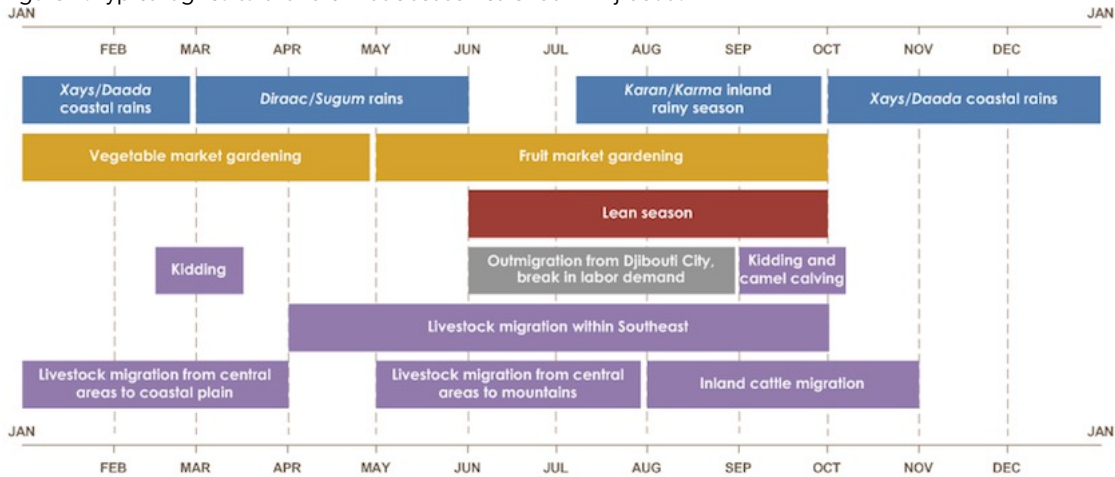 JAN JAN
FEB MAR APR MAY JUN JUL AUG SEP OCT NOV DEC
Xays/Daada
coastal rains
Diraac/Sugum rains
Karan/Karma inland
rainy season
Xays/Daada coastal rains
Vegetable market gardening
Fruit market gardening
Lean season
Kidding
Outmigration from Djibouti City,
break in labor demand
Kidding and
camel calving
Livestock migration within Southeast
Livestock migration from central
areas to coastal plain
Livestock migration from central
areas to mountains
Inland cattle migration
JAN JAN
FEB MAR APR MAY JUN JUL AUG SEP OCT NOV DEC